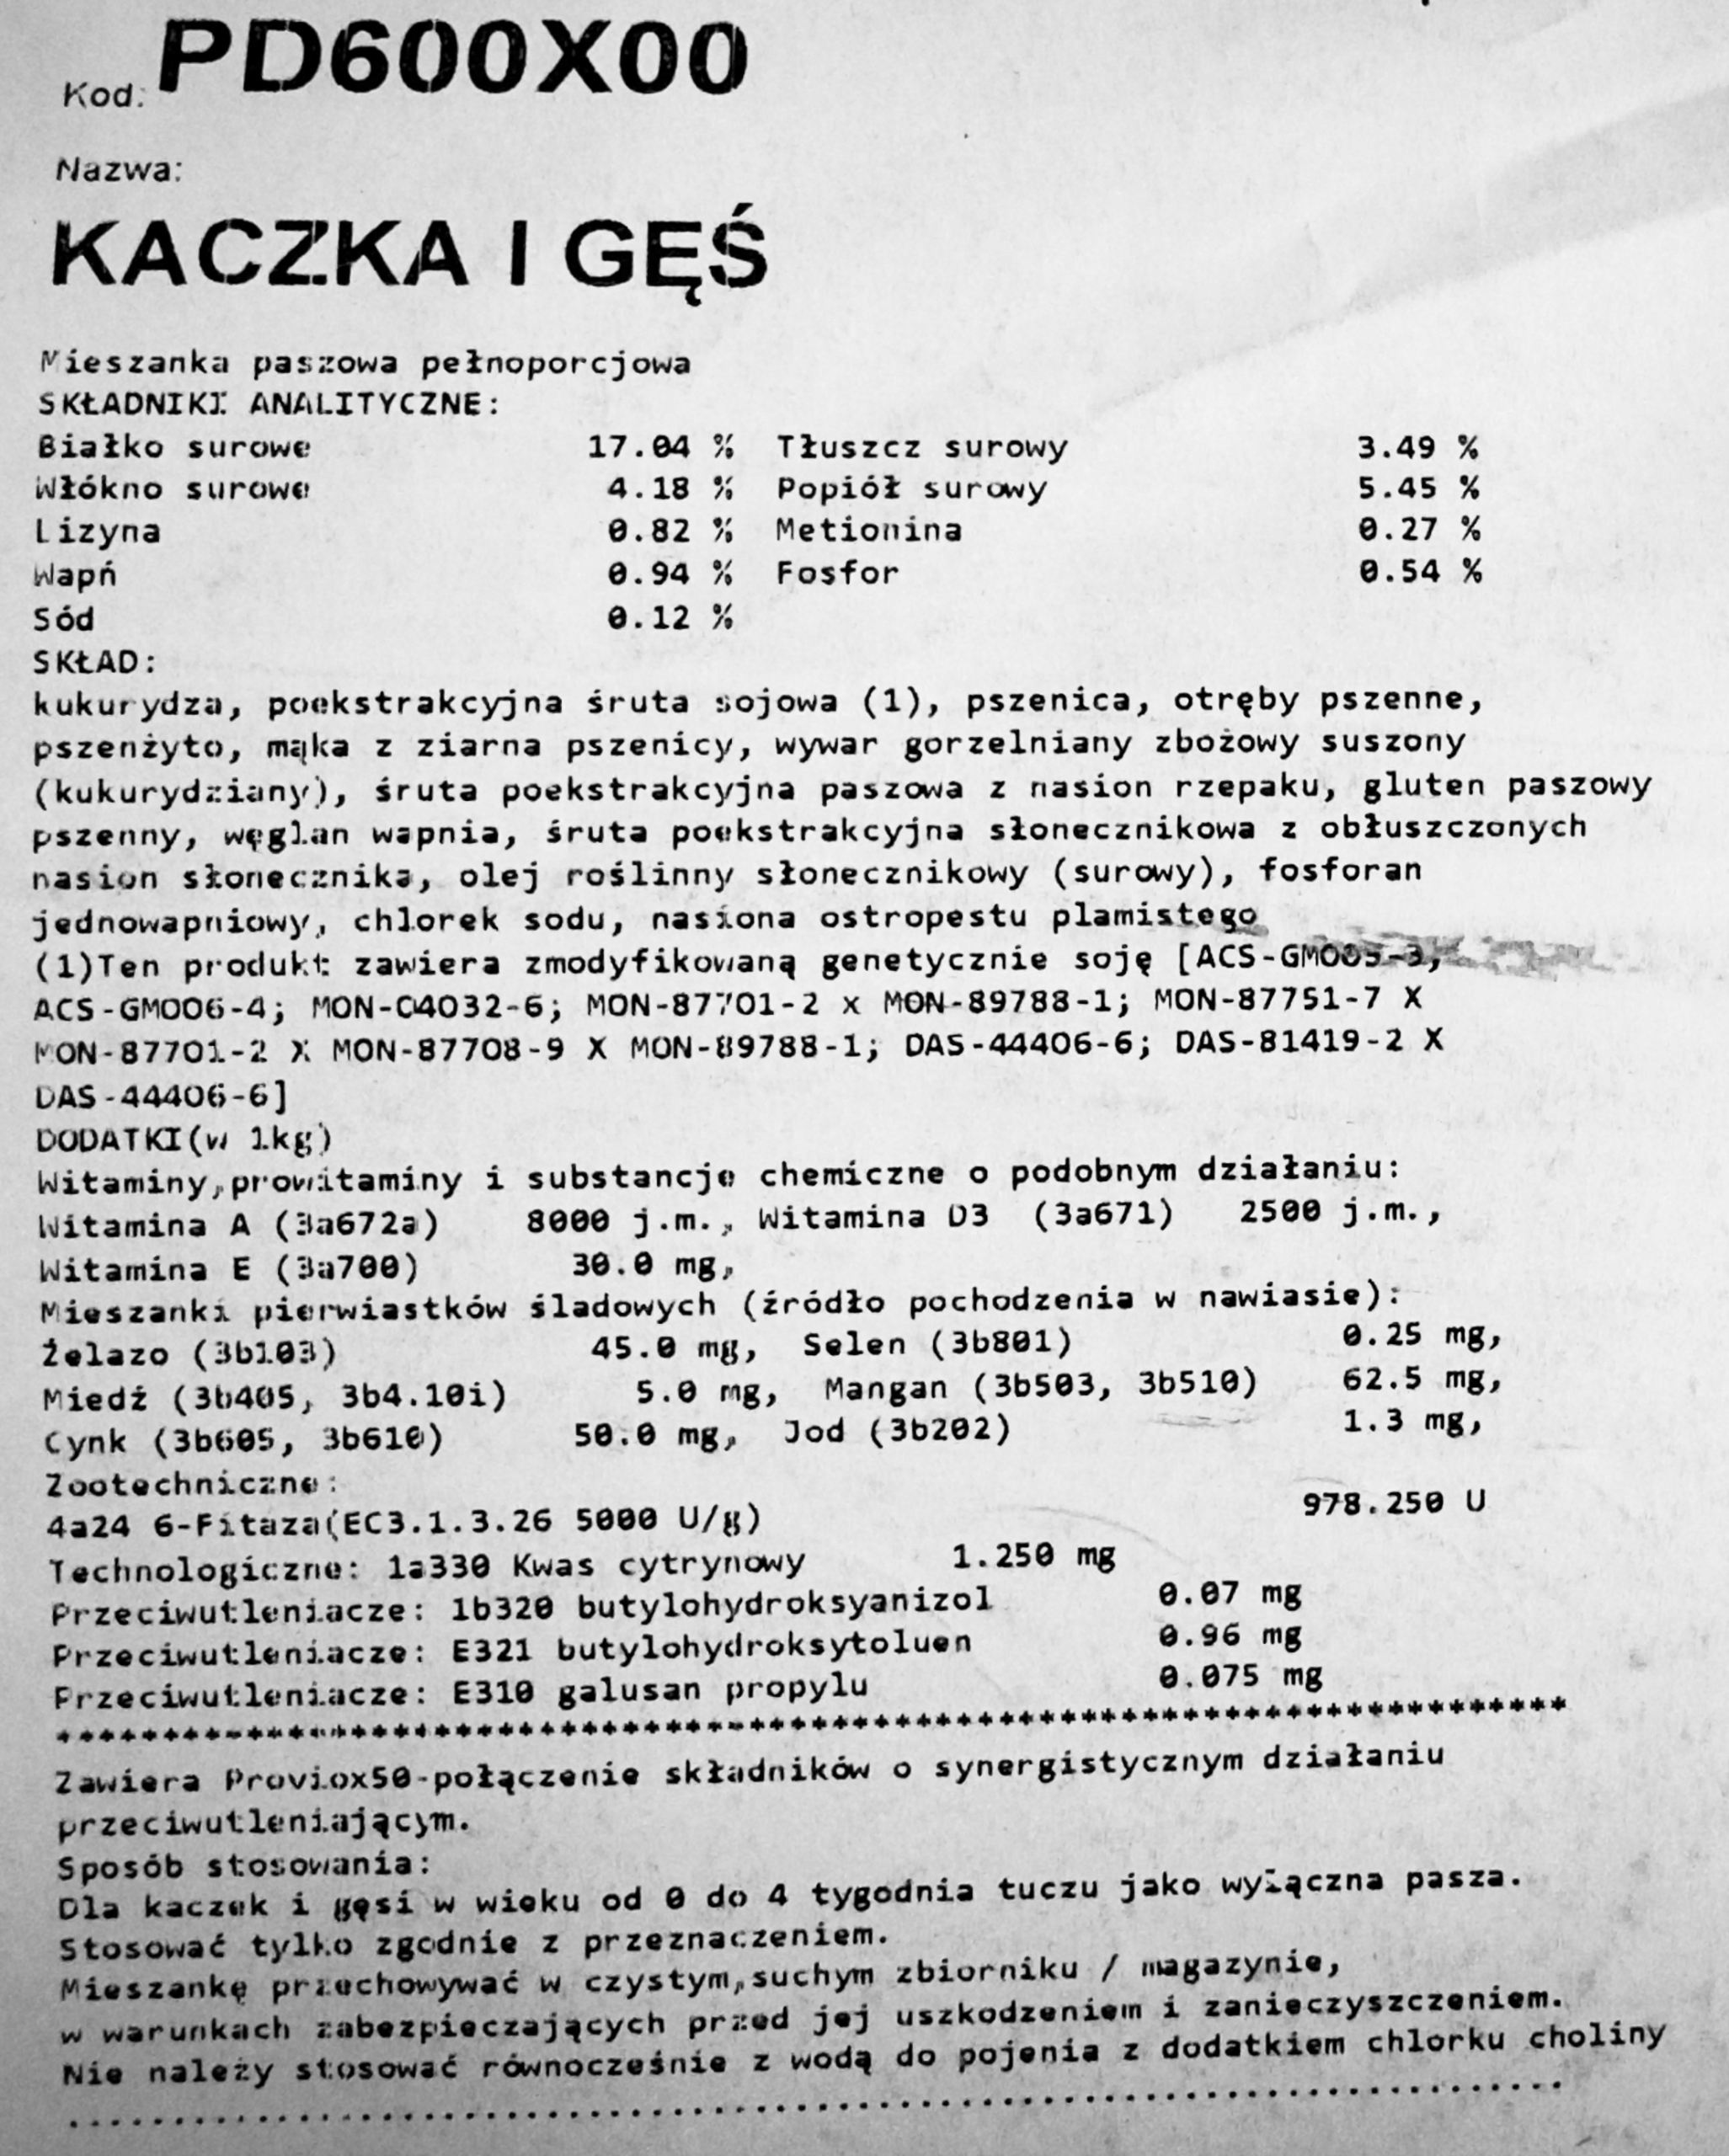 Kod: PD600X00
Nazwa:
KACZKA I GĘŚ
Mieszanka paszowa pełnoporcjowa
SKŁADNIKI ANALITYCZNE:
Białko surowe 17.04 % Tłuszcz surowy 3.49 %
Włókno surowe 4.18 % Popiół surowy 5.45 %
Lizyna 0.82 % Metionina 0.27 %
Wapń 0.94 % Fosfor 0.54 %
Sód 0.12 %
SKŁAD:
kukurydza, poekstrakcyjna śruta sojowa (1), pszenica, otręby pszenne,
pszenżyto, mąka z ziarna pszenicy, wywar gorzelniany zbożowy suszony
(kukurydziany), śruta poekstrakcyjna paszowa z nasion rzepaku, gluten paszowy
pszenny, węglan wapnia, śruta poekstrakcyjna słonecznikowa z obłuszczonych
nasion słonecznika, olej roślinny słonecznikowy (surowy), fosforan
jednowapniowy, chlorek sodu, nasiona ostropestu plamistego
(1)Ten produkt zawiera zmodyfikowaną genetycznie soję [ACS-GM005-3,
ACS-GM006-4; MON-04032-6; MON-87701-2 x MON-89788-1; MON-87751-7 X
MON-87701-2 X MON-87708-9 X MON-89788-1; DAS-44406-6; DAS-81419-2 X
DAS-44406-6]
DODATKI(w 1kg)
Witaminy,prowitaminy i substancje chemiczne o podobnym działaniu:
Witamina A (3a672a) 8000 j.m., Witamina D3 (3a671) 2500 j.m.,
Witamina E (3a700) 30.0 mg,
Mieszanki pierwiastków śladowych (źródło pochodzenia w nawiasie):
Żelazo (3b103) 45.0 mg, Selen (3b801) 0.25 mg,
Miedź (3b405, 3b4.10i) 5.0 mg, Mangan (3b503, 3b510) 62.5 mg,
Cynk (3b605, 3b610) 50.0 mg, Jod (3b202) 1.3 mg,
Zootechniczne:
4a24 6-Fitaza(EC3.1.3.26 5000 U/g) 978.250 U
Technologiczne: 1a330 Kwas cytrynowy 1.250 mg
Przeciwutleniacze: 1b320 butylohydroksyanizol 0.07 mg
Przeciwutleniacze: E321 butylohydroksytoluen 0.96 mg
Przeciwutleniacze: E310 galusan propylu 0.075 mg
*************************************************************************
Zawiera Proviox50-połączenie składników o synergistycznym działaniu
przeciwutleniającym.
Sposób stosowania:
Dla kaczek i gęsi w wieku od 0 do 4 tygodnia tuczu jako wyłączna pasza.
Stosować tylko zgodnie z przeznaczeniem.
Mieszankę przechowywać w czystym,suchym zbiorniku / magazynie,
w warunkach zabezpieczających przed jej uszkodzeniem i zanieczyszczeniem.
Nie należy stosować równocześnie z wodą do pojenia z dodatkiem chlorku choliny
........................................................................